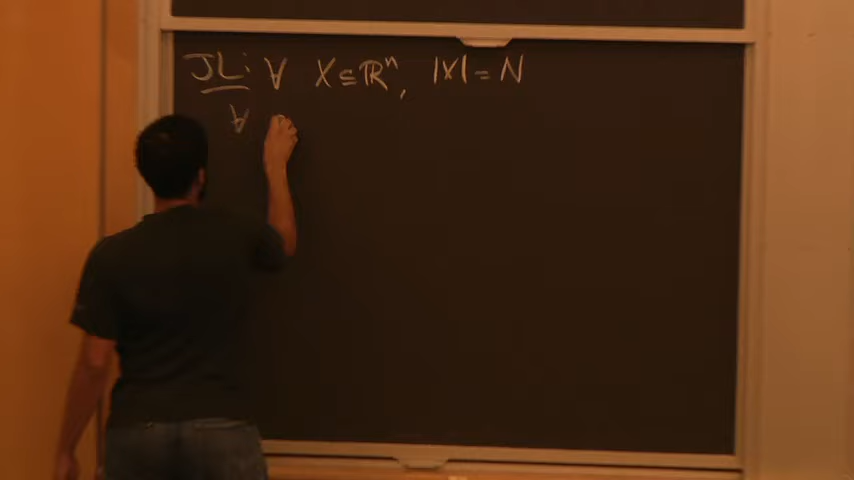 JL: ∀ X ⊆ ℝⁿ, |X| = N
∀